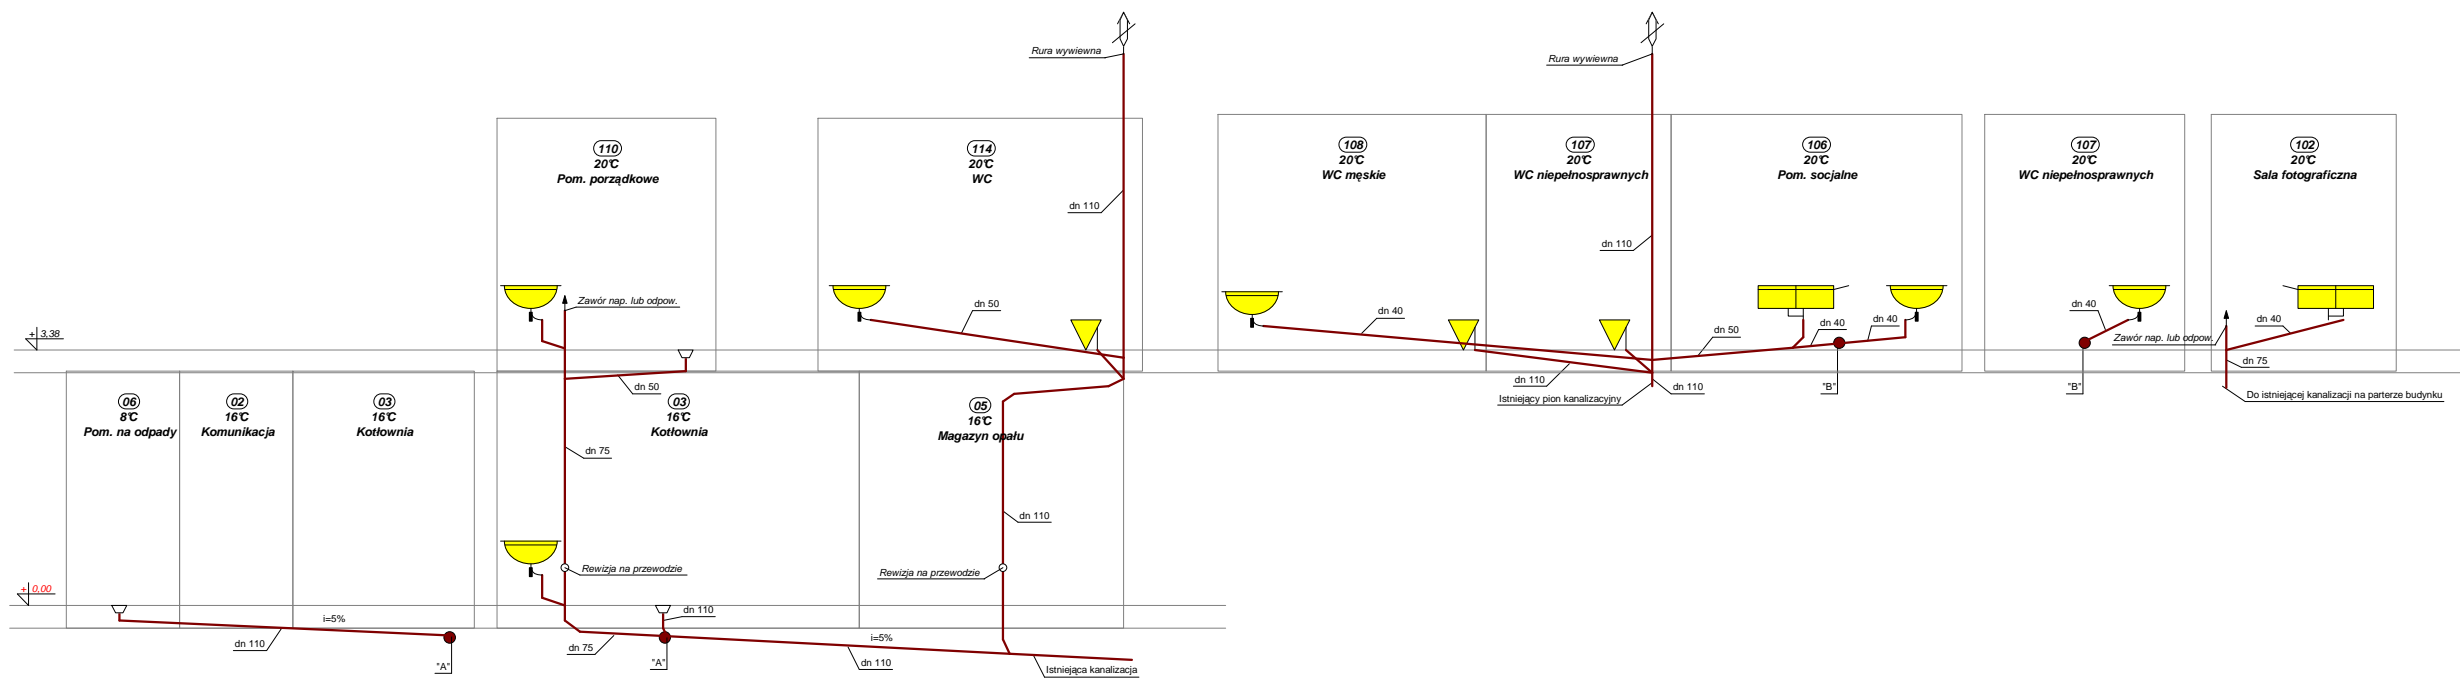 Rura wywiewna
Rura wywiewna
110
20°C
Pom. porządkowe
114
20°C
WC
108
20°C
WC męskie
107
20°C
WC niepełnosprawnych
106
20°C
Pom. socjalne
107
20°C
WC niepełnosprawnych
102
20°C
Sala fotograficzna
dn 110
dn 110
Zawór nap. lub odpow.
dn 50
dn 40
dn 50
dn 40
dn 40
dn 40
dn 40
Zawór nap. lub odpow.
+ 3,38
dn 50
dn 110
Istniejący pion kanalizacyjny
dn 110
"B"
"B"
dn 75
Do istniejącej kanalizacji na parterze budynku
06
8°C
Pom. na odpady
02
16°C
Komunikacja
03
16°C
Kotłownia
03
16°C
Kotłownia
05
16°C
Magazyn opału
dn 75
dn 110
Rewizja na przewodzie
Rewizja na przewodzie
+ 0,00
i=5%
dn 110
"A"
dn 110
dn 75
"A"
i=5%
dn 110
Istniejąca kanalizacja